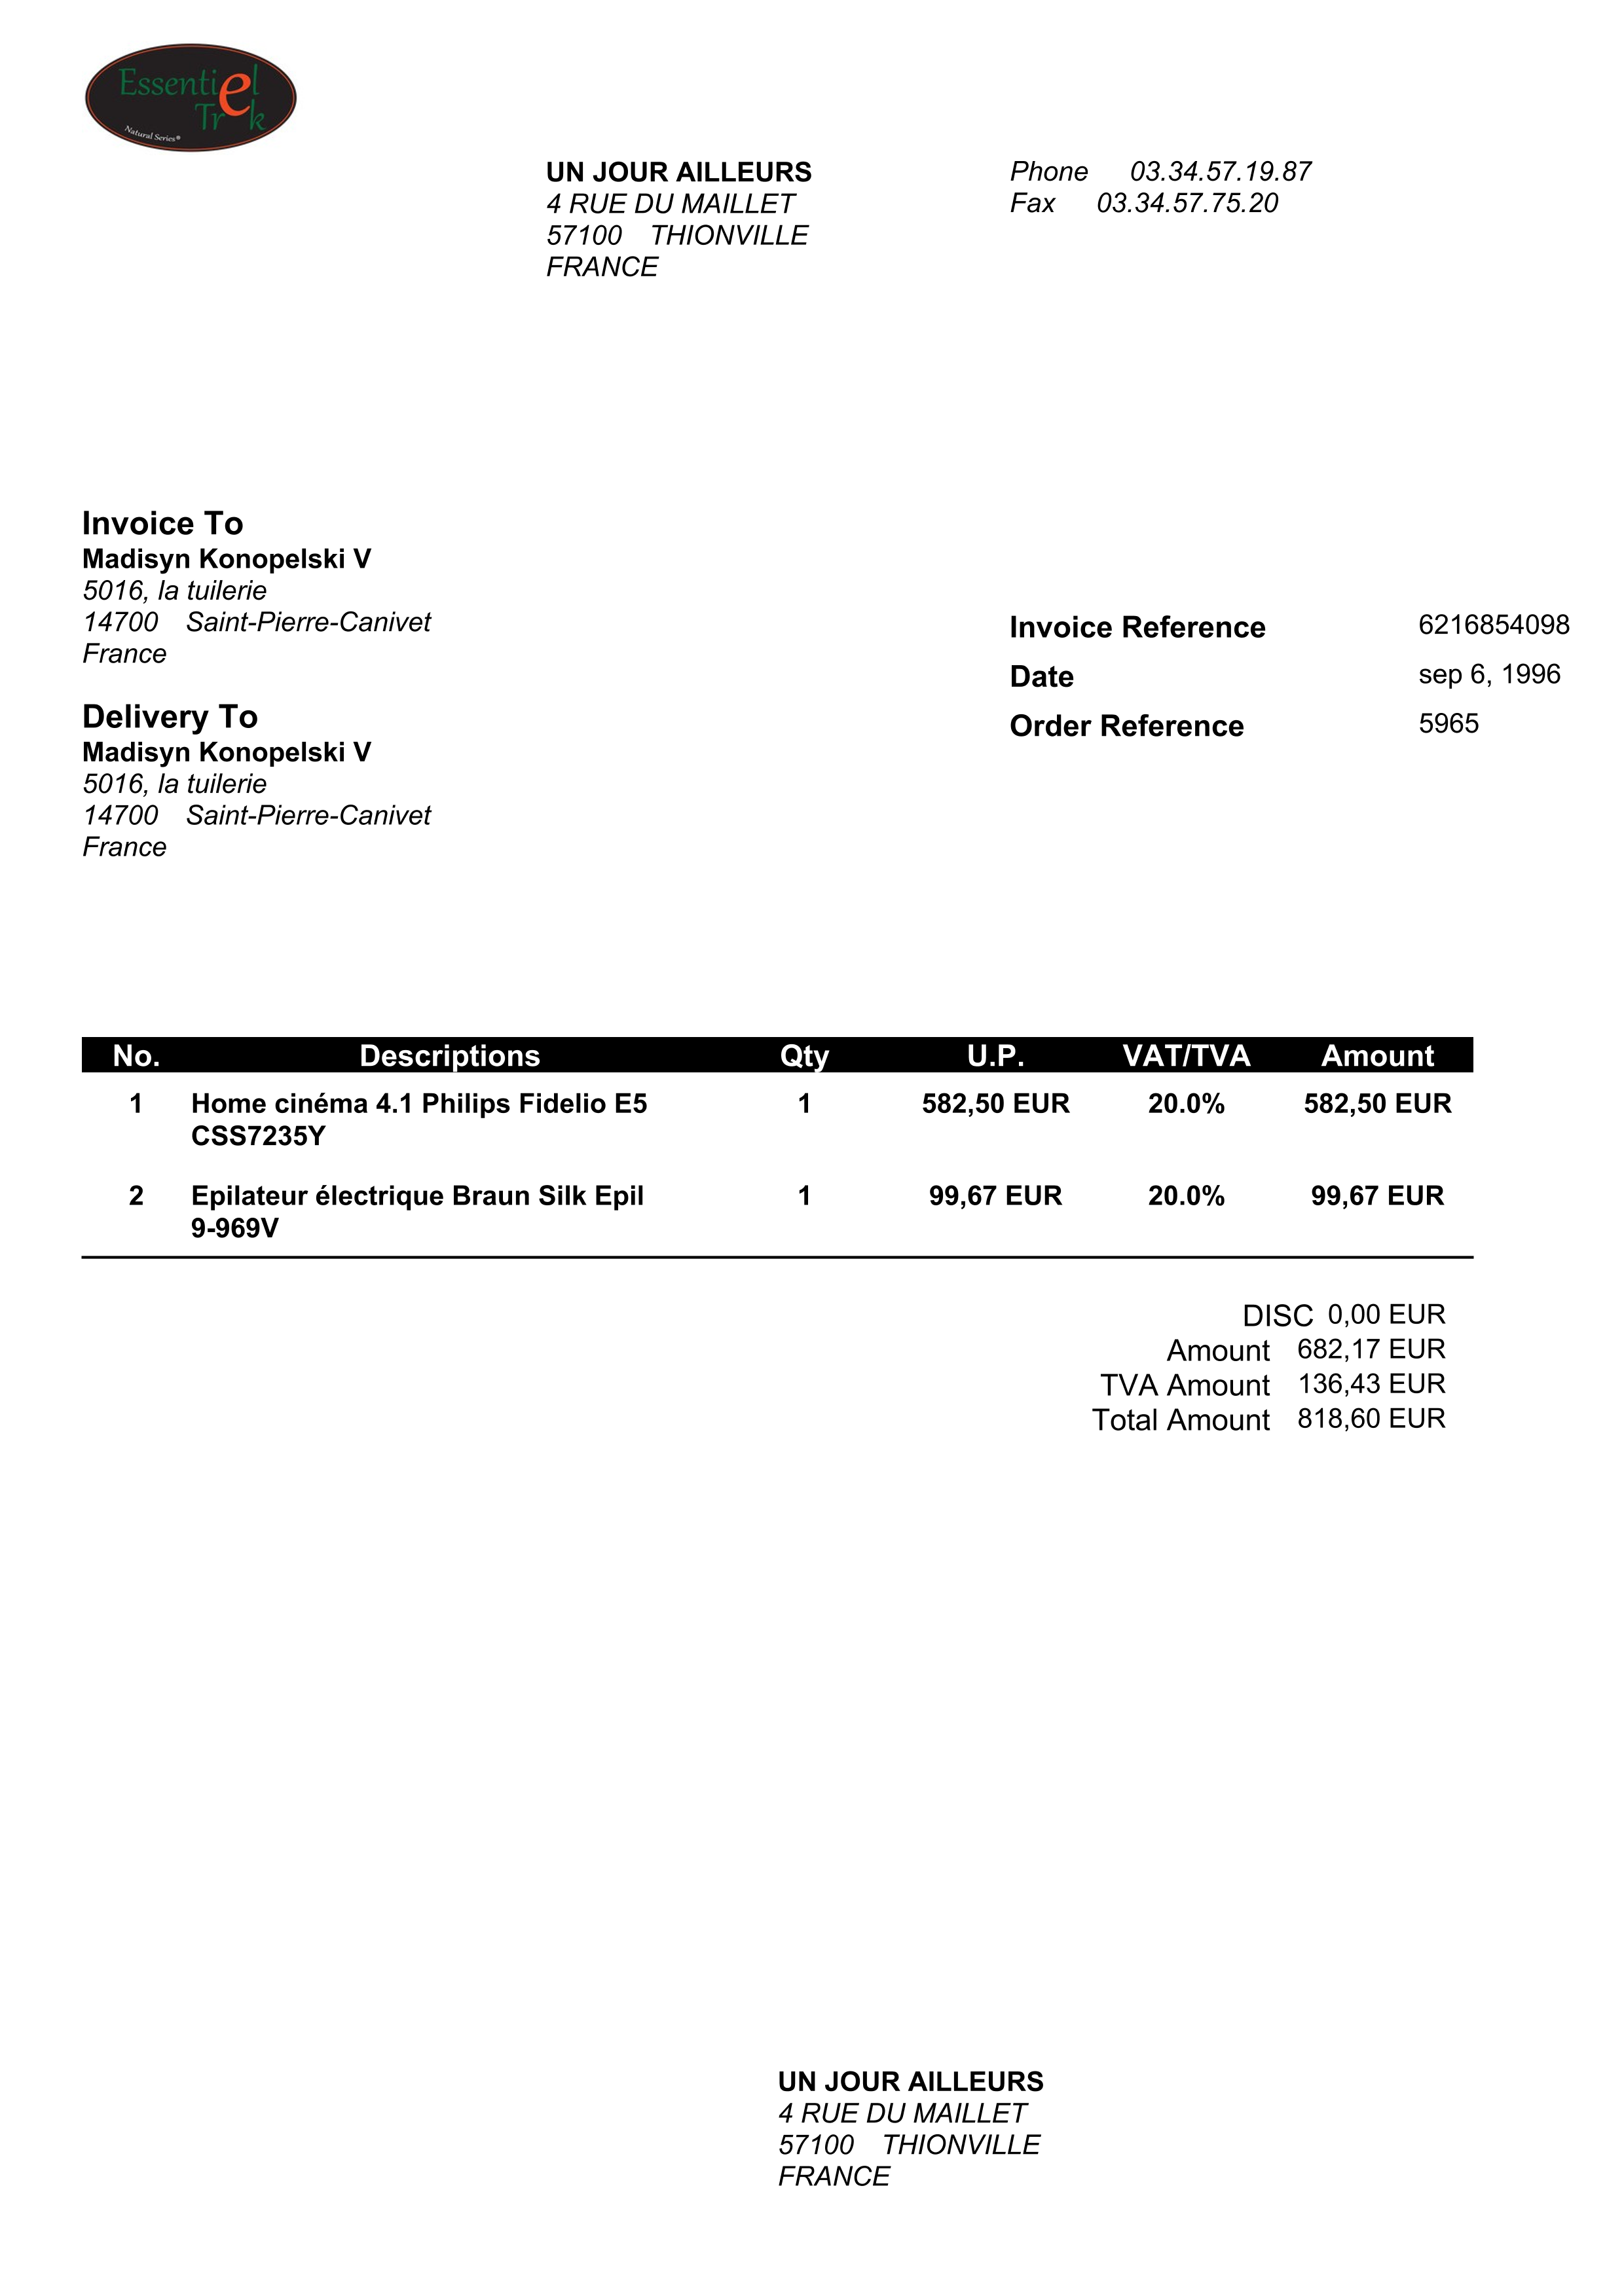 Essentiel
Trek
Natural Series®
UN JOUR AILLEURS
4 RUE DU MAILLET
57100 THIONVILLE
FRANCE
Phone 03.34.57.19.87
Fax 03.34.57.75.20
Invoice To
Madisyn Konopelski V
5016, la tuilerie
14700 Saint-Pierre-Canivet
France
Invoice Reference 6216854098
Date sep 6, 1996
Order Reference 5965
Delivery To
Madisyn Konopelski V
5016, la tuilerie
14700 Saint-Pierre-Canivet
France
No. Descriptions Qty U.P. VAT/TVA Amount
1 Home cinéma 4.1 Philips Fidelio E5 1 582,50 EUR 20.0% 582,50 EUR
CSS7235Y
2 Epilateur électrique Braun Silk Epil 1 99,67 EUR 20.0% 99,67 EUR
9-969V
DISC 0,00 EUR
Amount 682,17 EUR
TVA Amount 136,43 EUR
Total Amount 818,60 EUR
UN JOUR AILLEURS
4 RUE DU MAILLET
57100 THIONVILLE
FRANCE